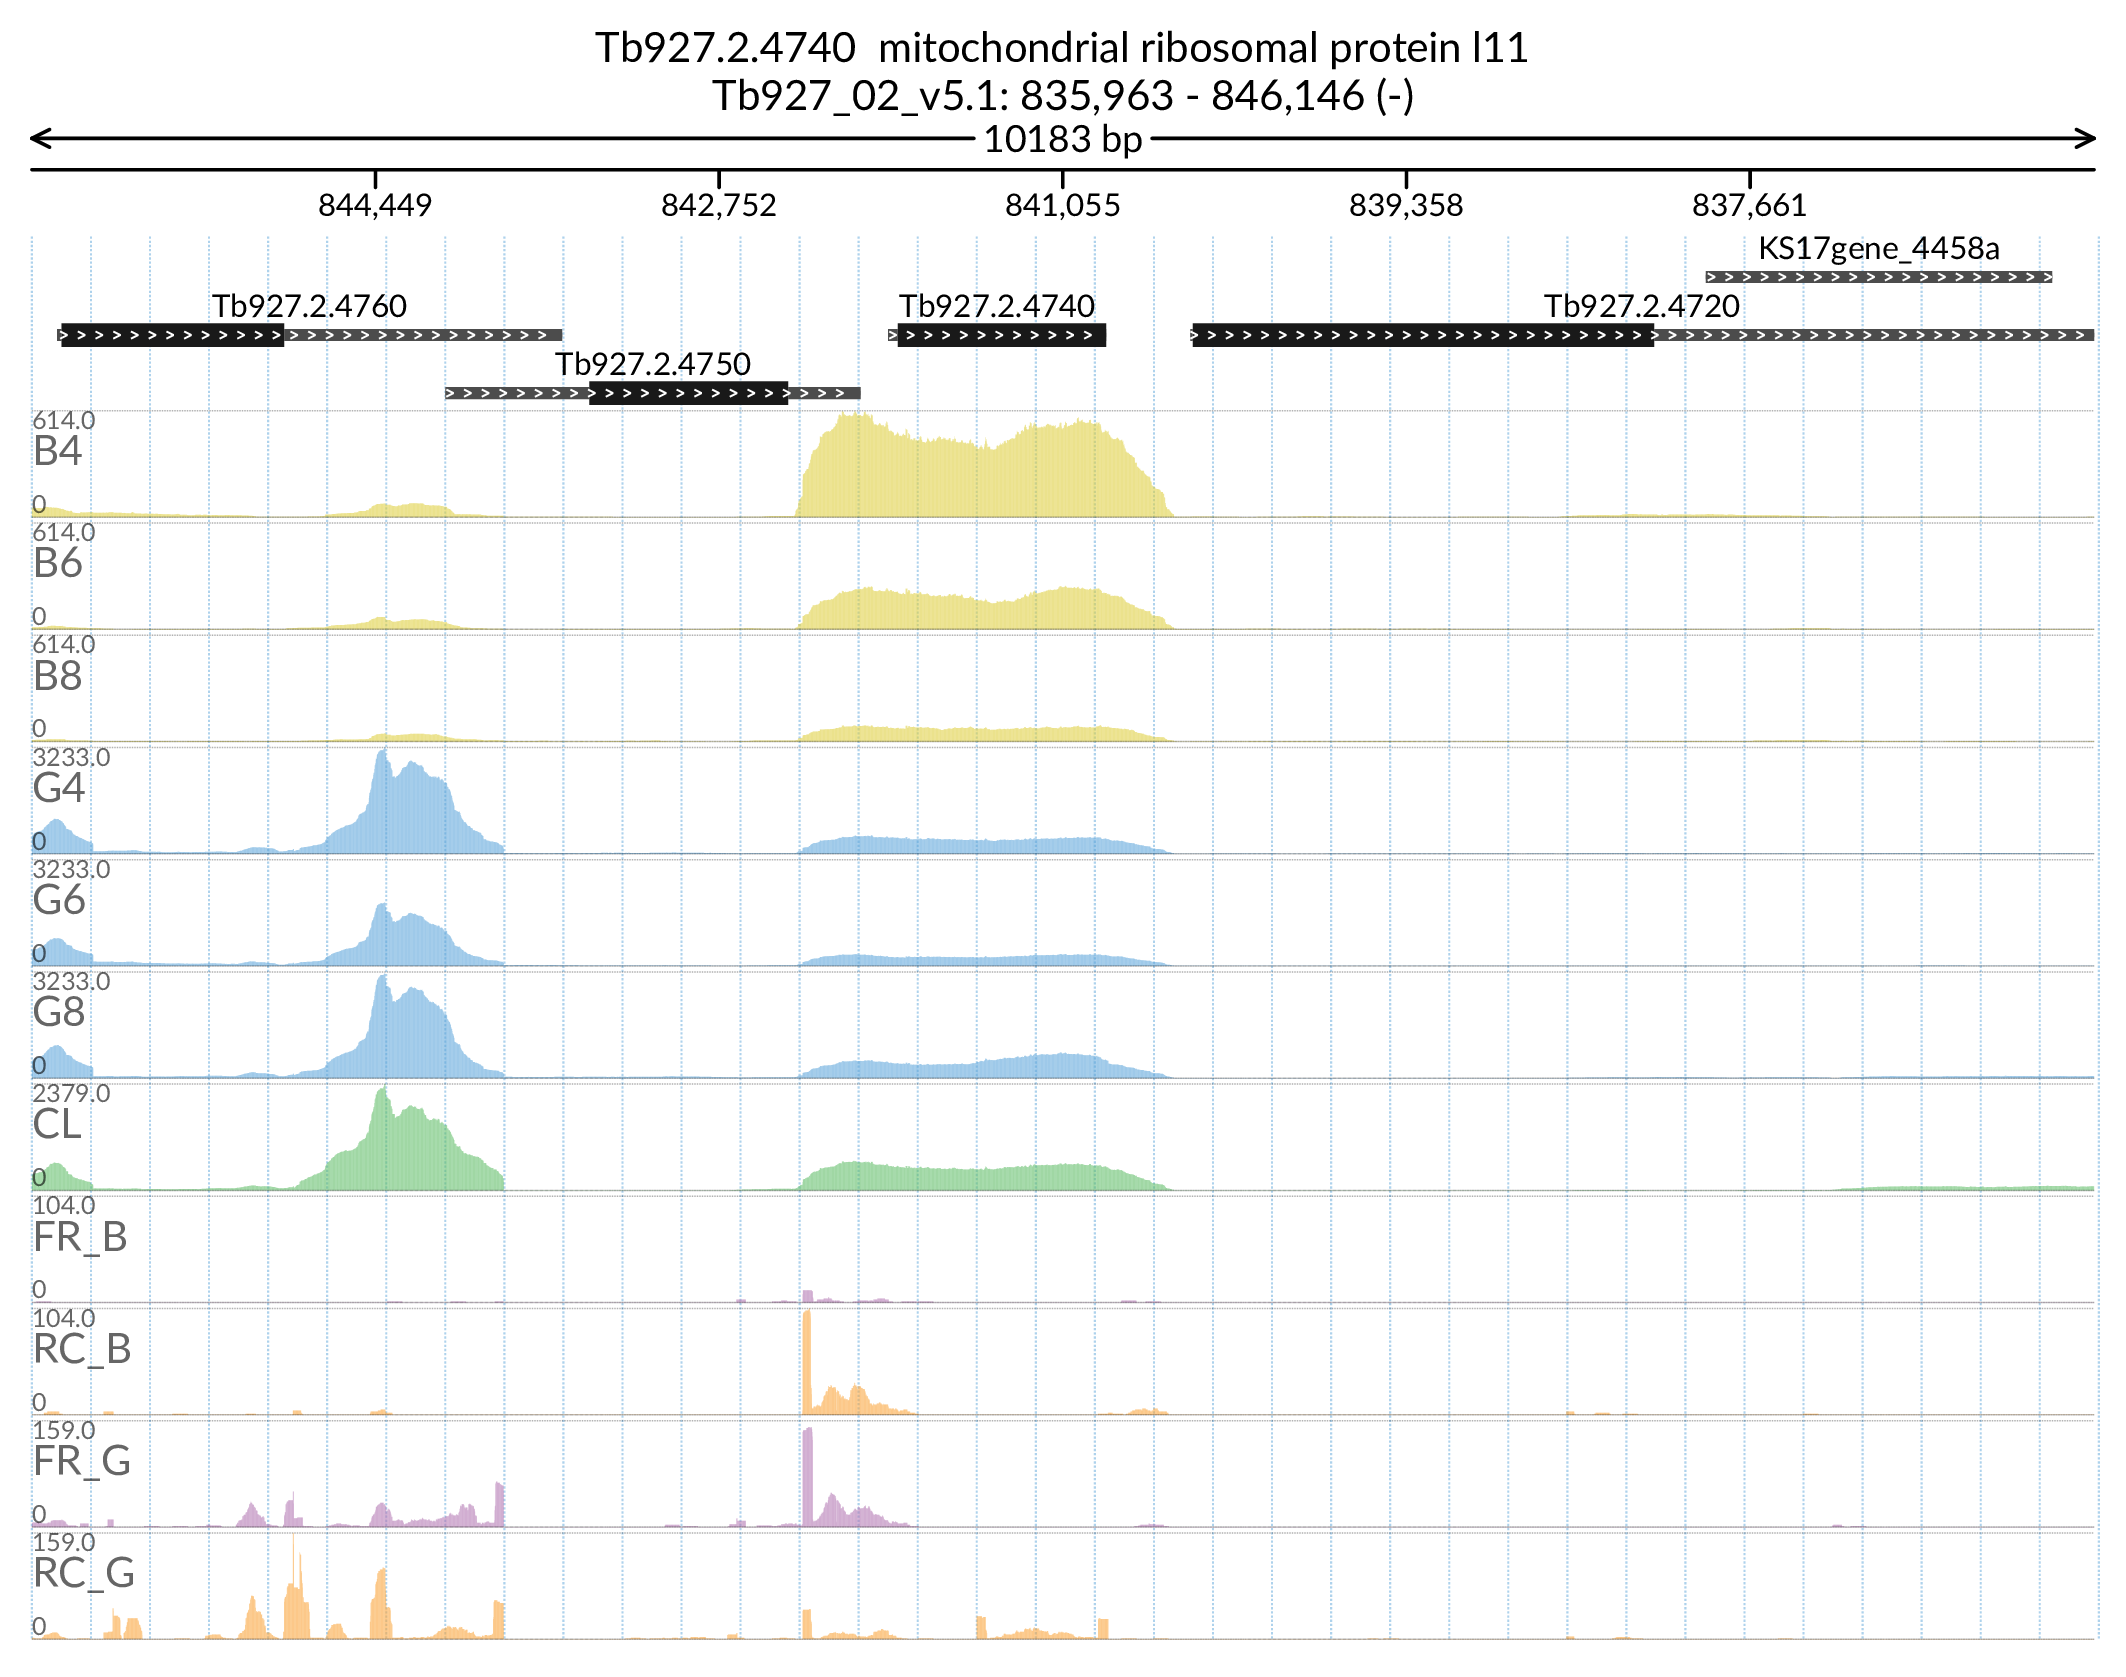 Tb927.2.4740  mitochondrial ribosomal protein l11
Tb927_02_v5.1: 835,963 - 846,146 (-)
10183 bp
844,449 842,752 841,055 839,358 837,661
KS17gene_4458a
Tb927.2.4760 Tb927.2.4740 Tb927.2.4720
Tb927.2.4750
614.0
B4
0
614.0
B6
0
614.0
B8
0
3233.0
G4
0
3233.0
G6
0
3233.0
G8
0
2379.0
CL
0
104.0
FR_B
0
104.0
RC_B
0
159.0
FR_G
0
159.0
RC_G
0